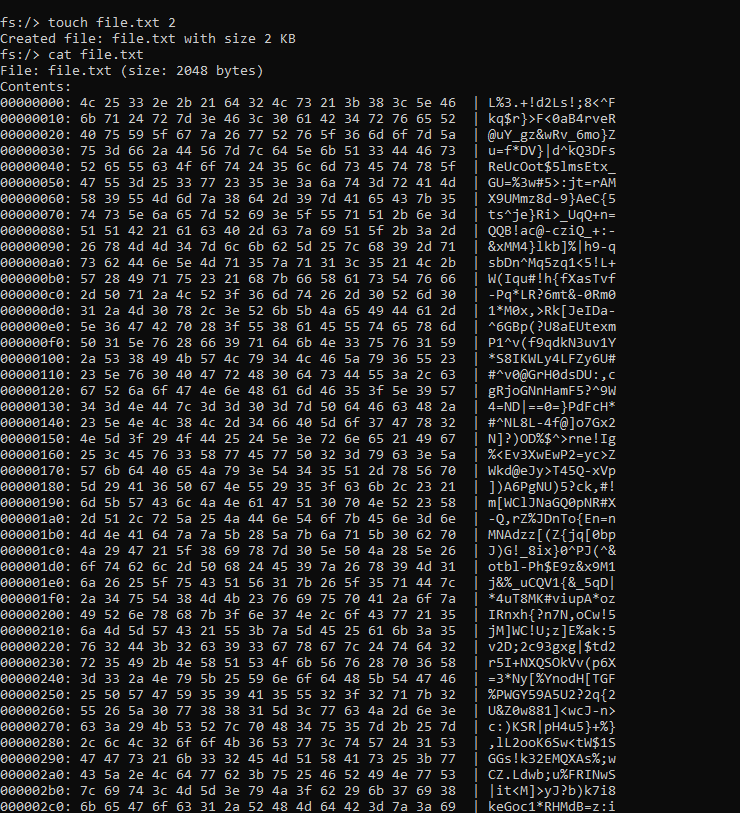 fs:/> touch file.txt 2
Created file: file.txt with size 2 KB
fs:/> cat file.txt
File: file.txt (size: 2048 bytes)
Contents:
00000000: 4c 25 33 2e 2b 21 64 32 4c 73 21 3b 38 3c 5e 46  | L%3.+!d2Ls!;8<^F
00000010: 6b 71 24 72 7d 3e 46 3c 30 61 42 34 72 76 65 52  | kq$r}>F<0aB4rveR
00000020: 40 75 59 5f 67 7a 26 77 52 76 5f 36 6d 6f 7d 5a  | @uY_gz&wRv_6mo}Z
00000030: 75 3d 66 2a 44 56 7d 7c 64 5e 6b 51 33 44 46 73  | u=f*DV}|d^kQ3DFs
00000040: 52 65 55 63 4f 6f 74 24 35 6c 6d 73 45 74 78 5f  | ReUcOot$5lmsEtx_
00000050: 47 55 3d 25 33 77 23 35 3e 3a 6a 74 3d 72 41 4d  | GU=%3w#5>:jt=rAM
00000060: 58 39 55 4d 6d 7a 38 64 2d 39 7d 41 65 43 7b 35  | X9UMmz8d-9}AeC{5
00000070: 74 73 5e 6a 65 7d 52 69 3e 5f 55 71 51 2b 6e 3d  | ts^je}Ri>_UqQ+n=
00000080: 51 51 42 21 61 63 40 2d 63 7a 69 51 5f 2b 3a 2d  | QQB!ac@-cziQ_+:-
00000090: 26 78 4d 4d 34 7d 6c 6b 62 5d 25 7c 68 39 2d 71  | &xMM4}lkb]%|h9-q
000000a0: 73 62 44 6e 5e 4d 71 35 7a 71 31 3c 35 21 4c 2b  | sbDn^Mq5zq1<5!L+
000000b0: 57 28 49 71 75 23 21 68 7b 66 58 61 73 54 76 66  | W(Iqu#!h{fXasTvf
000000c0: 2d 50 71 2a 4c 52 3f 36 6d 74 26 2d 30 52 6d 30  | -Pq*LR?6mt&-0Rm0
000000d0: 31 2a 4d 30 78 2c 3e 52 6b 5b 4a 65 49 44 61 2d  | 1*M0x,>Rk[JeIDa-
000000e0: 5e 36 47 42 70 28 3f 55 38 61 45 55 74 65 78 6d  | ^6GBp(?U8aEUtexm
000000f0: 50 31 5e 76 28 66 39 71 64 6b 4e 33 75 76 31 59  | P1^v(f9qdkN3uv1Y
00000100: 2a 53 38 49 4b 57 4c 79 34 4c 46 5a 79 36 55 23  | *S8IKWLy4LFZy6U#
00000110: 23 5e 76 30 40 47 72 48 30 64 73 44 55 3a 2c 63  | #^v0@GrH0dsDU:,c
00000120: 67 52 6a 6f 47 4e 6e 48 61 6d 46 35 3f 5e 39 57  | gRjoGNnHamF5?^9W
00000130: 34 3d 4e 44 7c 3d 3d 30 3d 7d 50 64 46 63 48 2a  | 4=ND|==0=}PdFcH*
00000140: 23 5e 4e 4c 38 4c 2d 34 66 40 5d 6f 37 47 78 32  | #^NL8L-4f@]o7Gx2
00000150: 4e 5d 3f 29 4f 44 25 24 5e 3e 72 6e 65 21 49 67  | N]?)OD%$^>rne!Ig
00000160: 25 3c 45 76 33 58 77 45 77 50 32 3d 79 63 3e 5a  | %<Ev3XwEwP2=yc>Z
00000170: 57 6b 64 40 65 4a 79 3e 54 34 35 51 2d 78 56 70  | Wkd@eJy>T45Q-xVp
00000180: 5d 29 41 36 50 67 4e 55 29 35 3f 63 6b 2c 23 21  | ])A6PgNU)5?ck,#!
00000190: 6d 5b 57 43 6c 4a 4e 61 47 51 30 70 4e 52 23 58  | m[WClJNaGQ0pNR#X
000001a0: 2d 51 2c 72 5a 25 4a 44 6e 54 6f 7b 45 6e 3d 6e  | -Q,rZ%JDnTo{En=n
000001b0: 4d 4e 41 64 7a 7a 5b 28 5a 7b 6a 71 5b 30 62 70  | MNAdzz[(Z{jq[0bp
000001c0: 4a 29 47 21 5f 38 69 78 7d 30 5e 50 4a 28 5e 26  | J)G!_8ix}0^PJ(^&
000001d0: 6f 74 62 6c 2d 50 68 24 45 39 7a 26 78 39 4d 31  | otbl-Ph$E9z&x9M1
000001e0: 6a 26 25 5f 75 43 51 56 31 7b 26 5f 35 71 44 7c  | j&%_uCQV1{&_5qD|
000001f0: 2a 34 75 54 38 4d 4b 23 76 69 75 70 41 2a 6f 7a  | *4uT8MK#viupA*oz
00000200: 49 52 6e 78 68 7b 3f 6e 37 4e 2c 6f 43 77 21 35  | IRnxh{?n7N,oCw!5
00000210: 6a 4d 5d 57 43 21 55 3b 7a 5d 45 25 61 6b 3a 35  | jM]WC!U;z]E%ak:5
00000220: 76 32 44 3b 32 63 39 33 67 78 67 7c 24 74 64 32  | v2D;2c93gxg|$td2
00000230: 72 35 49 2b 4e 58 51 53 4f 6b 56 76 28 70 36 58  | r5I+NXQSOkVv(p6X
00000240: 3d 33 2a 4e 79 5b 25 59 6e 6f 64 48 5b 54 47 46  | =3*Ny[%YnodH[TGF
00000250: 25 50 57 47 59 35 39 41 35 55 32 3f 32 71 7b 32  | %PWGY59A5U2?2q{2
00000260: 55 26 5a 30 77 38 38 31 5d 3c 77 63 4a 2d 6e 3e  | U&Z0w881]<wcJ-n>
00000270: 63 3a 29 4b 53 52 7c 70 48 34 75 35 7d 2b 25 7d  | c:)KSR|pH4u5}+%}
00000280: 2c 6c 4c 32 6f 6f 4b 36 53 77 3c 74 57 24 31 53  | ,lL2ooK6Sw<tW$1S
00000290: 47 47 73 21 6b 33 32 45 4d 51 58 41 73 25 3b 77  | GGs!k32EMQXAs%;w
000002a0: 43 5a 2e 4c 64 77 62 3b 75 25 46 52 49 4e 77 53  | CZ.Ldwb;u%FRINwS
000002b0: 7c 69 74 3c 4d 5d 3e 79 4a 3f 62 29 6b 37 69 38  | |it<M]>yJ?b)k7i8
000002c0: 6b 65 47 6f 63 31 2a 52 48 4d 64 42 3d 7a 3a 69  | keGoc1*RHMdB=z:i